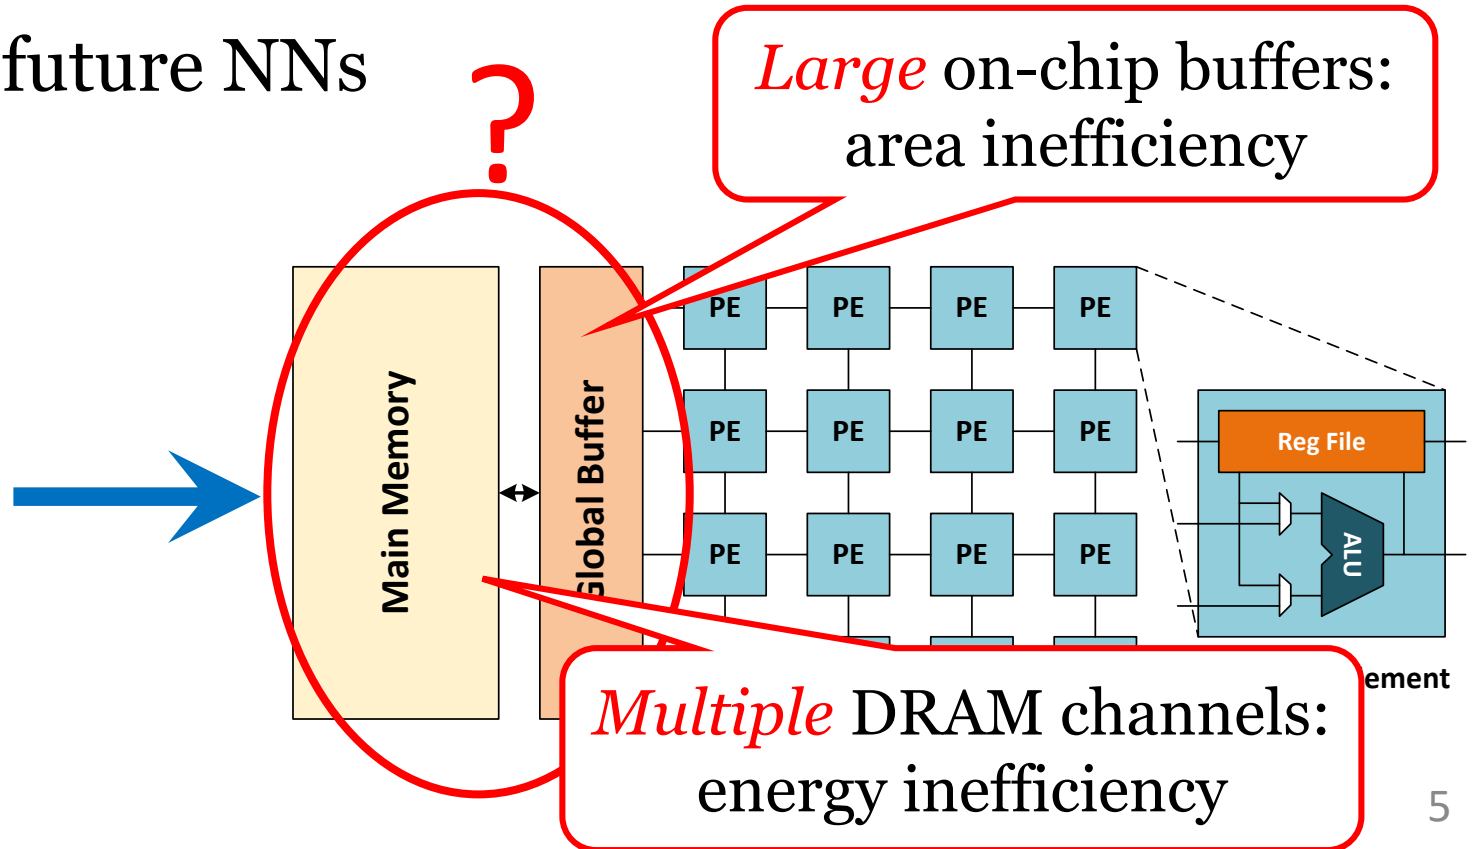 future NNs
?
Large on-chip buffers:
area inefficiency
Main Memory
Global Buffer
PE PE PE PE
PE PE PE PE
PE PE PE PE
Reg File
ALU
ement
Multiple DRAM channels:
energy inefficiency
5